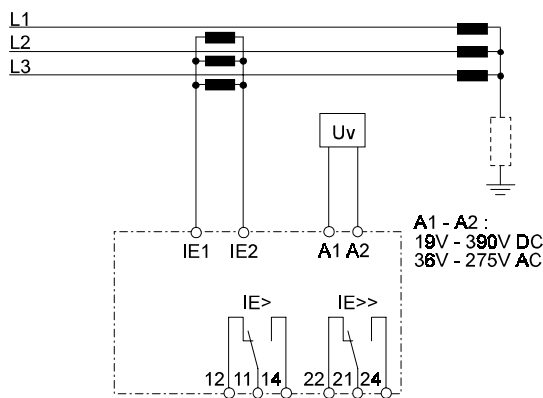 L1
L2
L3
Uv
IE1 IE2 A1 A2
A1 - A2 :
19V - 390V DC
36V - 275V AC
IE> IE>>
12 11 14 22 21 24